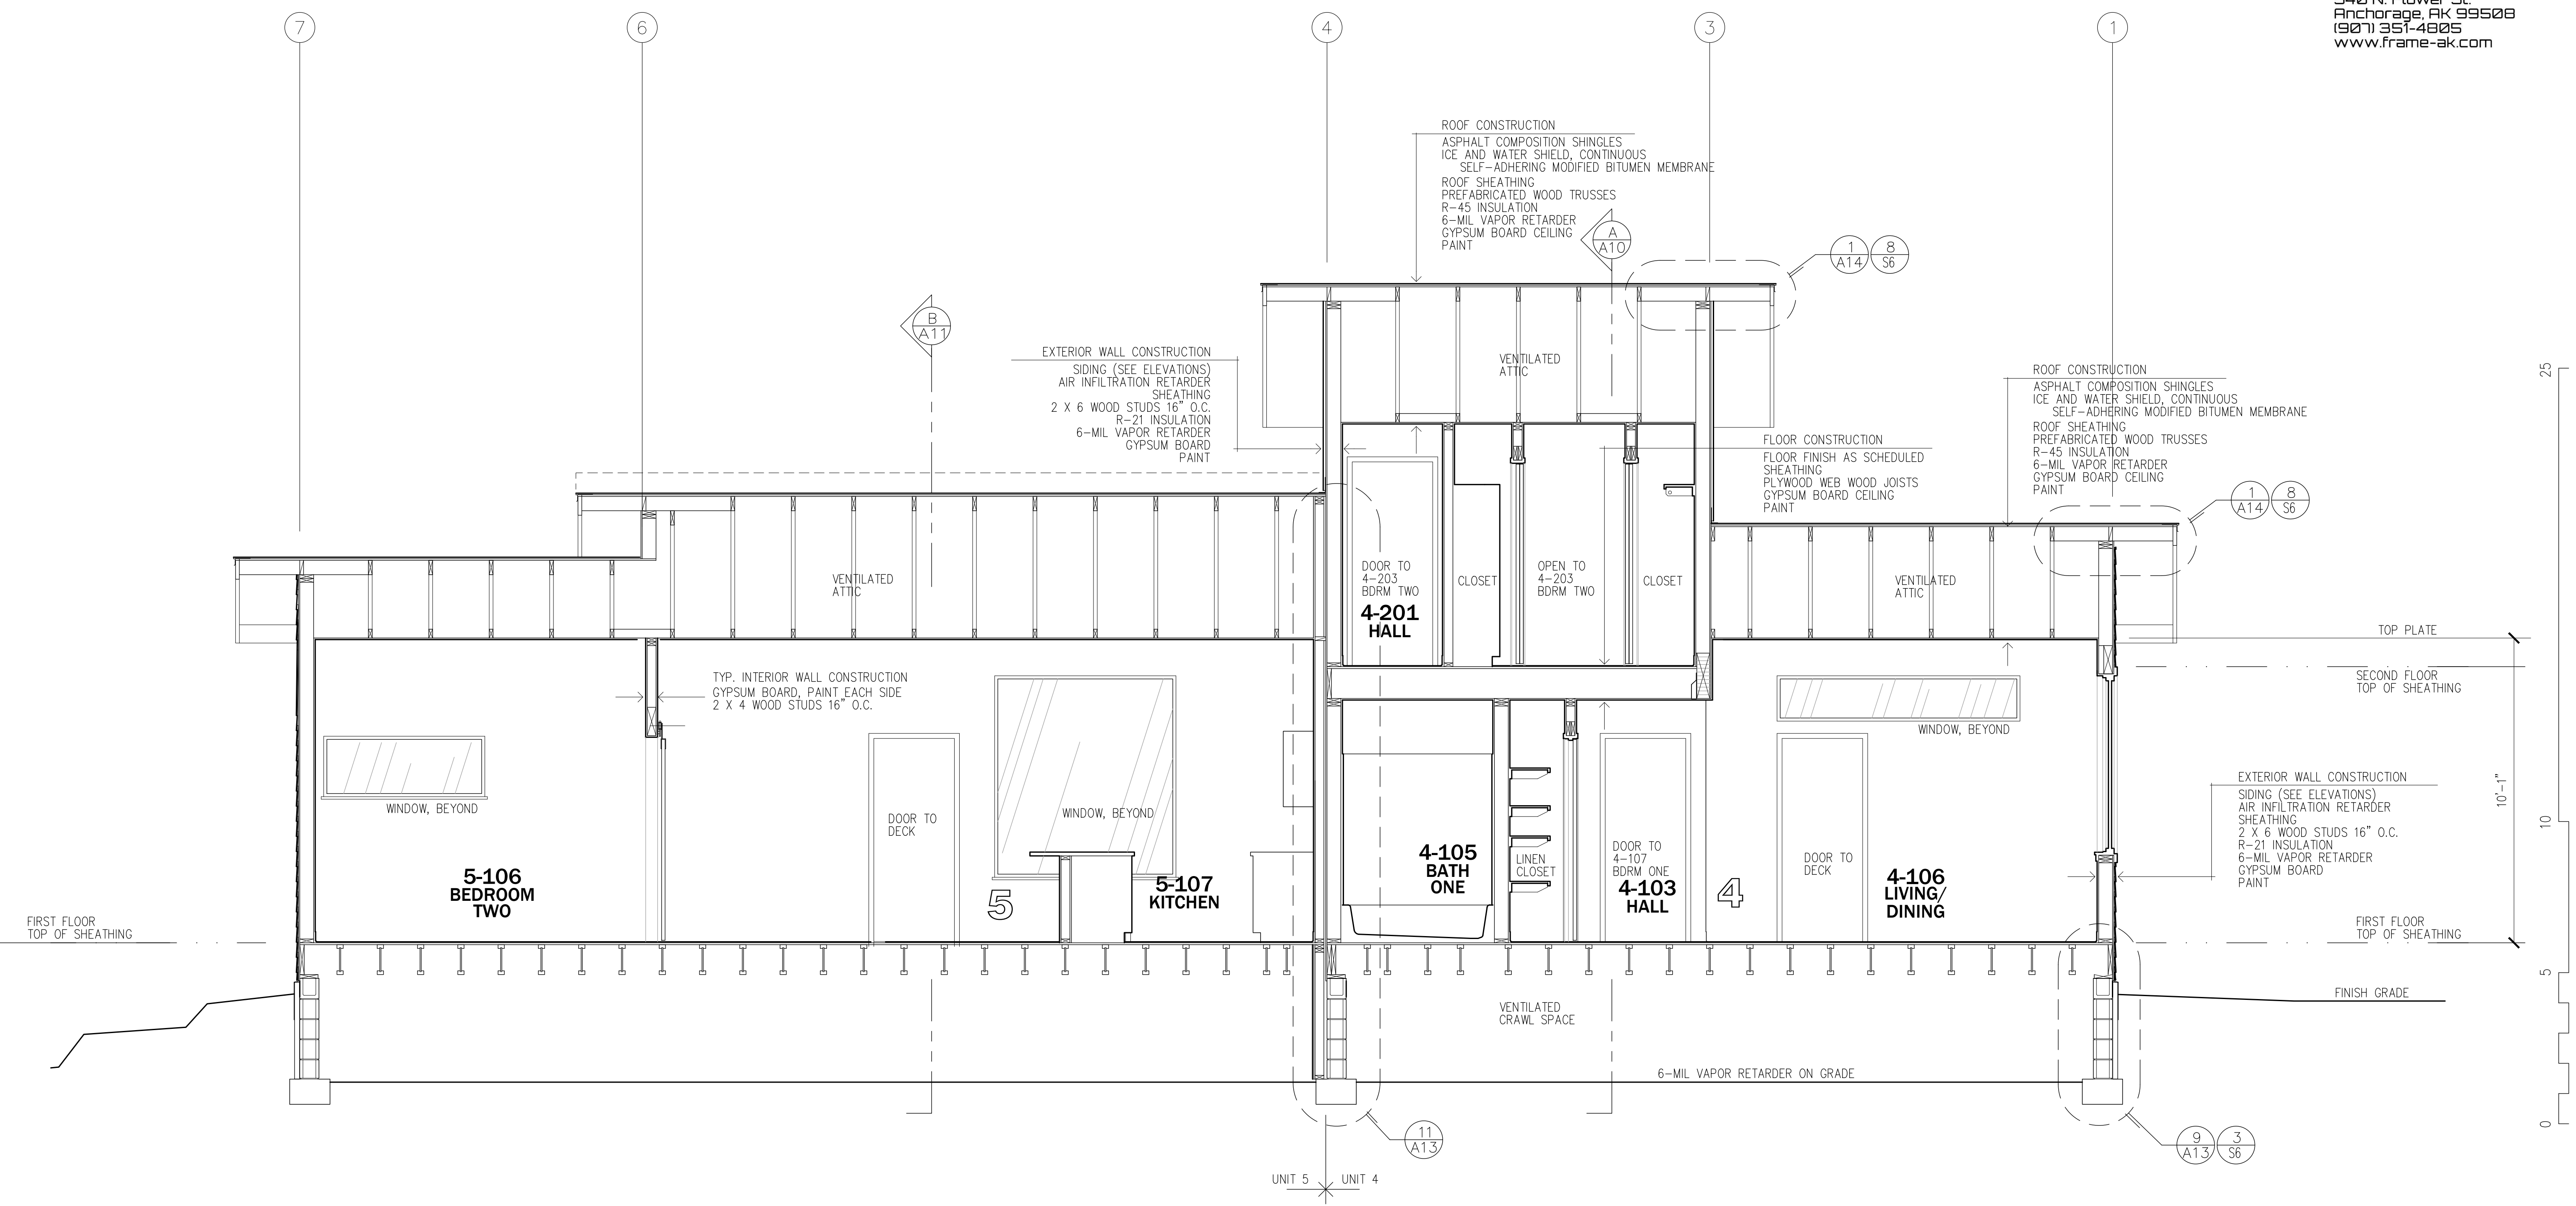 7
6
4
3
1
Anchorage, AK 99508
(907) 351-4805
www.frame-ak.com
ROOF CONSTRUCTION
ASPHALT COMPOSITION SHINGLES
ICE AND WATER SHIELD, CONTINUOUS
SELF-ADHERING MODIFIED BITUMEN MEMBRANE
ROOF SHEATHING
PREFABRICATED WOOD TRUSSES
R-45 INSULATION
6-MIL VAPOR RETARDER
GYPSUM BOARD CEILING
PAINT
A
A10
1
A14
8
S6
B
A11
EXTERIOR WALL CONSTRUCTION
SIDING (SEE ELEVATIONS)
AIR INFILTRATION RETARDER
SHEATHING
2 X 6 WOOD STUDS 16" O.C.
R-21 INSULATION
6-MIL VAPOR RETARDER
GYPSUM BOARD
PAINT
VENTILATED
ATTIC
FLOOR CONSTRUCTION
FLOOR FINISH AS SCHEDULED
SHEATHING
PLYWOOD WEB WOOD JOISTS
GYPSUM BOARD CEILING
PAINT
ROOF CONSTRUCTION
ASPHALT COMPOSITION SHINGLES
ICE AND WATER SHIELD, CONTINUOUS
SELF-ADHERING MODIFIED BITUMEN MEMBRANE
ROOF SHEATHING
PREFABRICATED WOOD TRUSSES
R-45 INSULATION
6-MIL VAPOR RETARDER
GYPSUM BOARD CEILING
PAINT
1
A14
8
S6
25
VENTILATED
ATTIC
DOOR TO
4-203
BDRM TWO
4-201
HALL
CLOSET
OPEN TO
4-203
BDRM TWO
CLOSET
VENTILATED
ATTIC
TOP PLATE
SECOND FLOOR
TOP OF SHEATHING
TYP. INTERIOR WALL CONSTRUCTION
GYPSUM BOARD, PAINT EACH SIDE
2 X 4 WOOD STUDS 16" O.C.
WINDOW, BEYOND
WINDOW, BEYOND
DOOR TO
DECK
WINDOW, BEYOND
10'-1"
10
EXTERIOR WALL CONSTRUCTION
SIDING (SEE ELEVATIONS)
AIR INFILTRATION RETARDER
SHEATHING
2 X 6 WOOD STUDS 16" O.C.
R-21 INSULATION
6-MIL VAPOR RETARDER
GYPSUM BOARD
PAINT
5-106
BEDROOM
TWO
5
5-107
KITCHEN
4-105
BATH
ONE
LINEN
CLOSET
DOOR TO
4-107
BDRM ONE
4-103
HALL
4
DOOR TO
DECK
4-106
LIVING/
DINING
FIRST FLOOR
TOP OF SHEATHING
FIRST FLOOR
TOP OF SHEATHING
5
FINISH GRADE
VENTILATED
CRAWL SPACE
6-MIL VAPOR RETARDER ON GRADE
0
11
A13
9
A13
3
S6
UNIT 5
UNIT 4